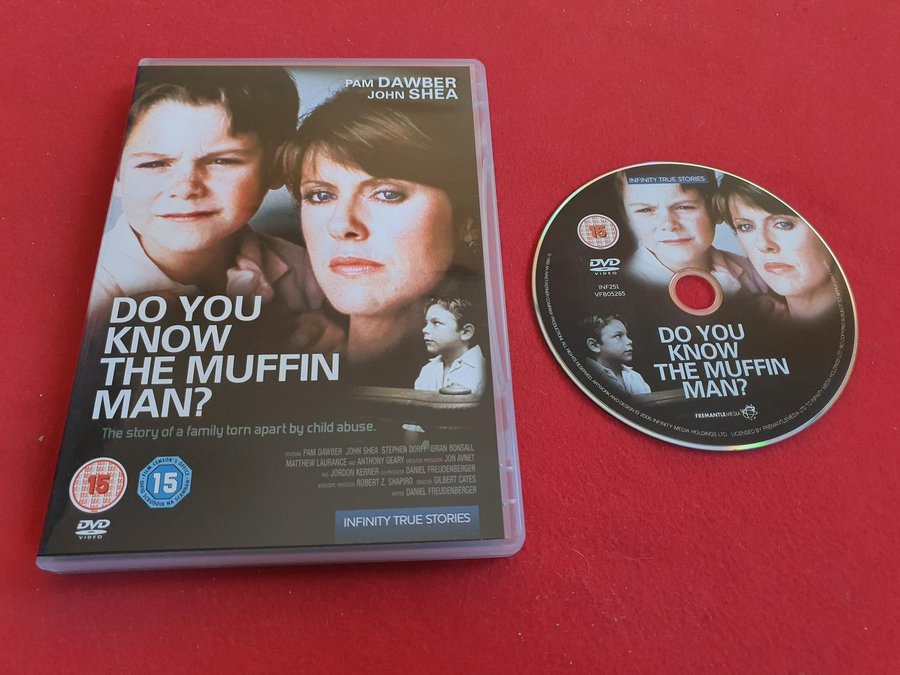 PAM DAWBER
JOHN SHEA
DO YOU
KNOW
THE MUFFIN
MAN?
The story of a family torn apart by child abuse.
STARRING PAM DAWBER JOHN SHEA STEPHEN DORFF BRIAN BONSALL
MATTHEW LAURANCE AND ANTHONY GEARY EXECUTIVE PRODUCER JON AVNET
AND JORDON KERNER CO-PRODUCER DANIEL FREUDENBERGER
ASSOCIATE PRODUCER ROBERT Z. SHAPIRO DIRECTOR GILBERT CATES
WRITER DANIEL FREUDENBERGER
15
15
DVD
VIDEO
INFINITY TRUE STORIES
INFINITY TRUE STORIES
15
DVD
VIDEO
INF251
VFB05265
DO YOU
KNOW
THE MUFFIN
MAN?
FREMANTLEMEDIA